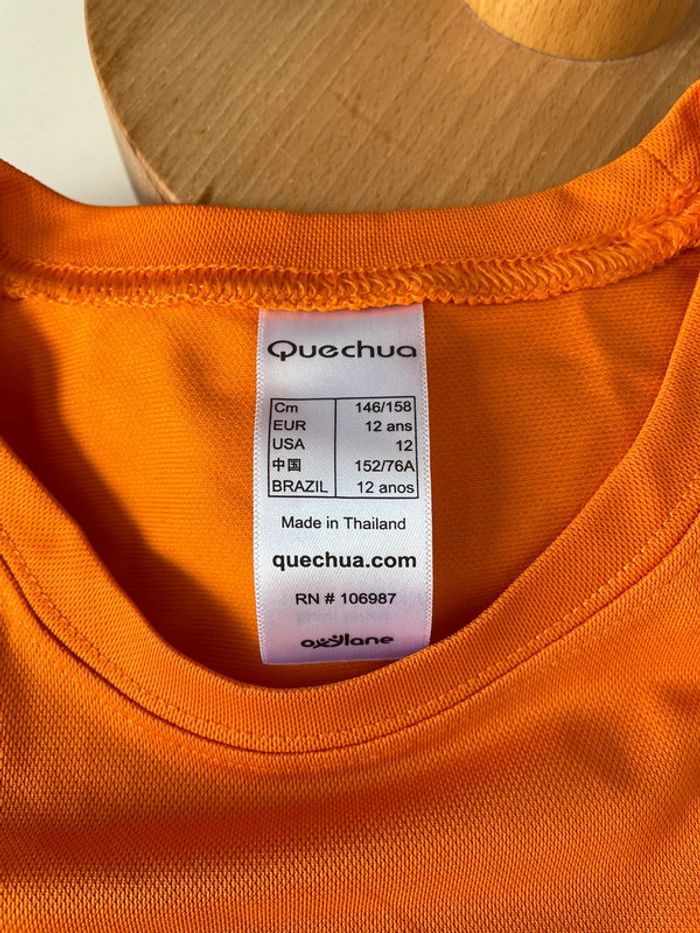 Quechua
Cm 146/158
EUR 12 ans
USA 12
中国 152/76A
BRAZIL 12 anos
Made in Thailand
quechua.com
RN # 106987
oxylane